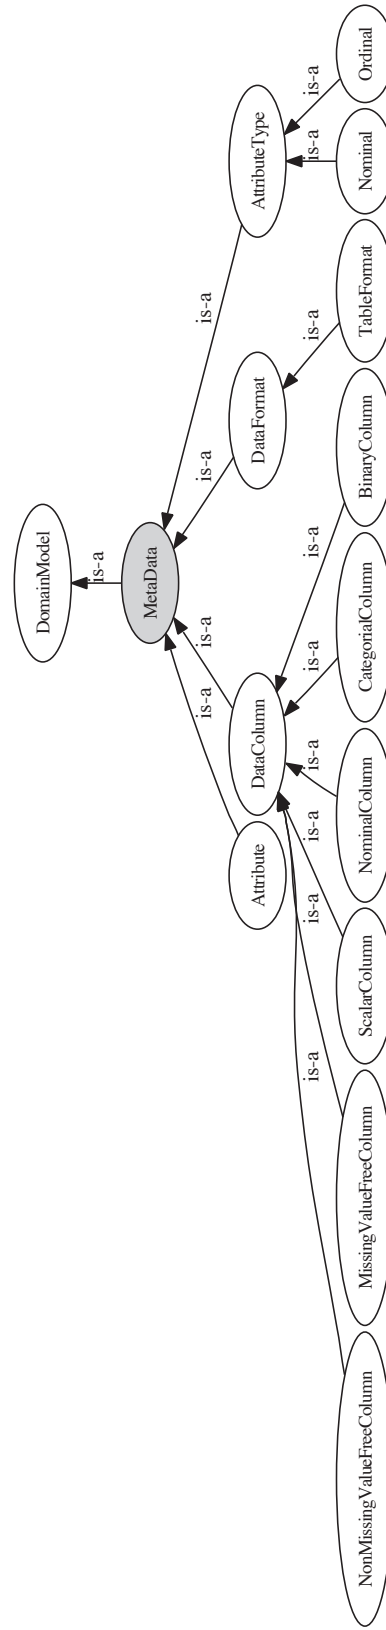 DomainModel
is-a
MetaData
is-a is-a is-a is-a
Attribute DataColumn DataFormat AttributeType
is-a is-a is-a is-a is-a is-a is-a is-a is-a
NonMissingValueFreeColumn MissingValueFreeColumn ScalarColumn NominalColumn CategorialColumn BinaryColumn TableFormat Nominal Ordinal